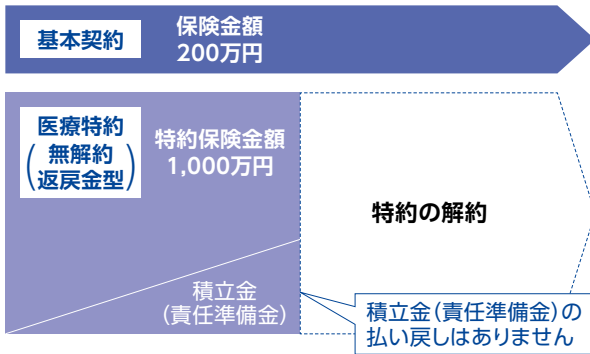 基本契約
保険金額
200万円
医療特約
(無解約
返戻金型)
特約保険金額
1,000万円
特約の解約
積立金
(責任準備金)
積立金(責任準備金)の
払い戻しはありません